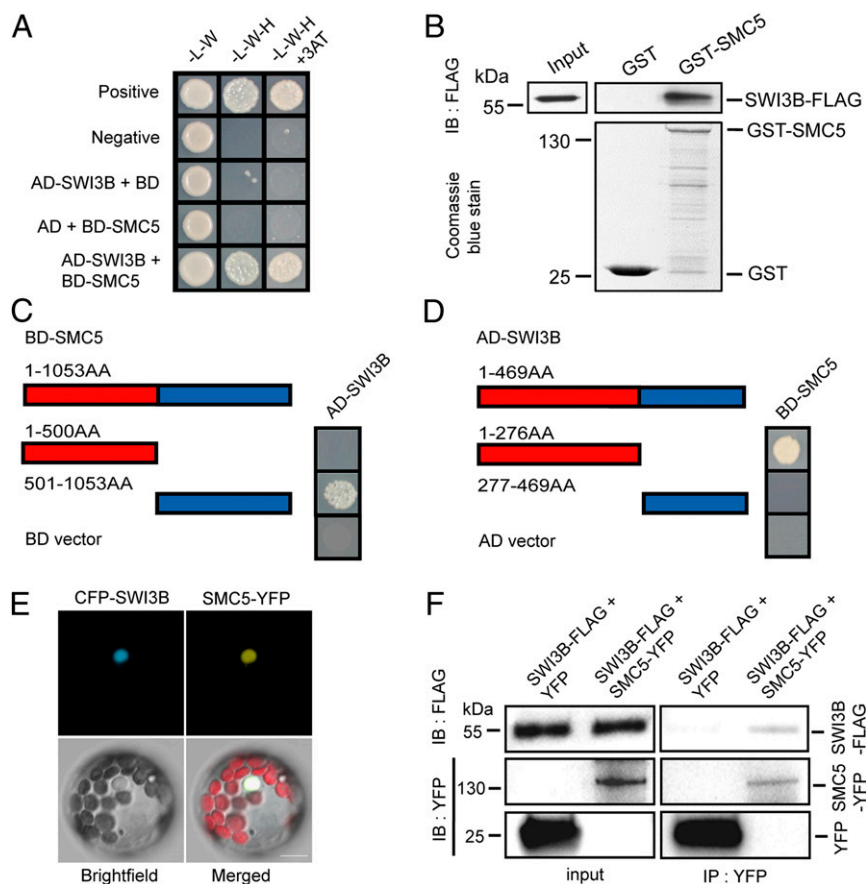 A
-L-W
-L-W-H
-L-W-H
+3AT
Positive
Negative
AD-SWI3B + BD
AD + BD-SMC5
AD-SWI3B +
BD-SMC5
B
Input
GST
GST-SMC5
kDa
IB : FLAG
55
SWI3B-FLAG
130
GST-SMC5
Coomassie
blue stain
25
GST
C
BD-SMC5
1-1053AA
1-500AA
501-1053AA
BD vector
AD-SWI3B
D
AD-SWI3B
1-469AA
1-276AA
277-469AA
AD vector
BD-SMC5
E
CFP-SWI3B
SMC5-YFP
Brightfield
Merged
F
SWI3B-FLAG +
YFP
SWI3B-FLAG +
SMC5-YFP
SWI3B-FLAG +
YFP
SWI3B-FLAG +
SMC5-YFP
kDa
IB : FLAG
55
SWI3B
-FLAG
IB : YFP
130
SMC5
-YFP
25
YFP
input
IP : YFP